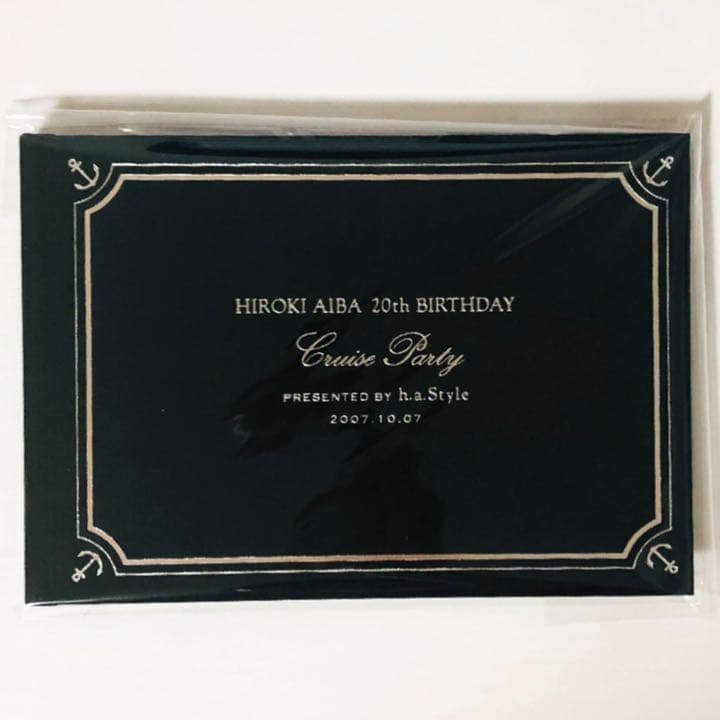 HIROKI AIBA 20th BIRTHDAY
Cruise Party
PRESENTED BY h.a.Style
2007.10.07